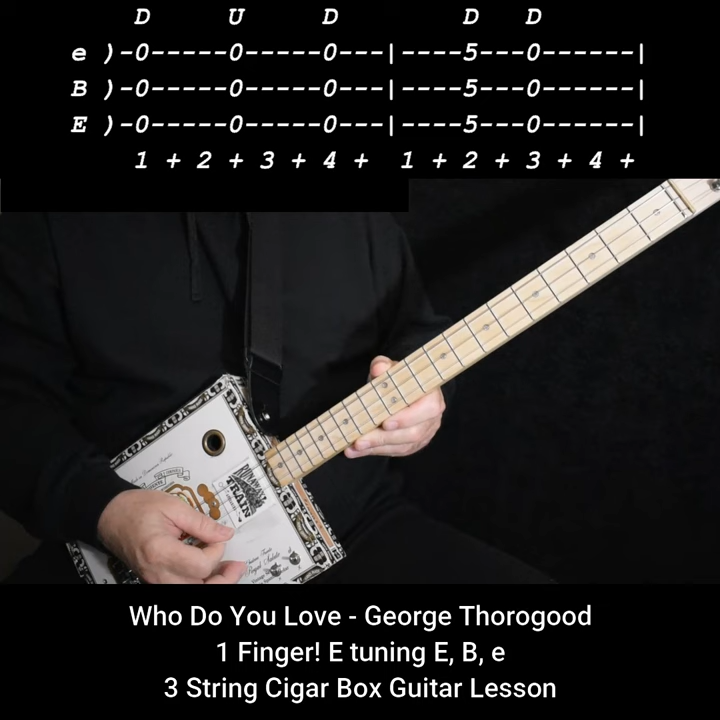 D U D D D
e )-0-----0-----0---|----5---0------|
B )-0-----0-----0---|----5---0------|
E )-0-----0-----0---|----5---0------|
1 + 2 + 3 + 4 + 1 + 2 + 3 + 4 +
TRAIN
Who Do You Love - George Thorogood
1 Finger! E tuning E, B, e
3 String Cigar Box Guitar Lesson